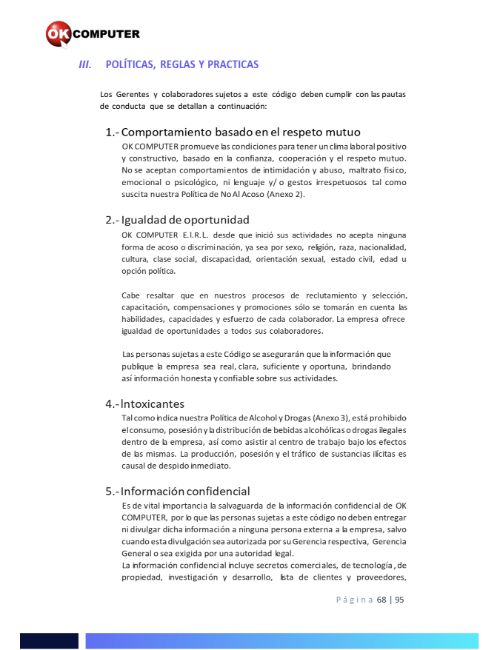 OK COMPUTER
III. POLÍTICAS, REGLAS Y PRACTICAS
Los Gerentes y colaboradores sujetos a este código deben cumplir con las pautas
de conducta que se detallan a continuación:
1.- Comportamiento basado en el respeto mutuo
OK COMPUTER promueve las condiciones para tener un clima laboral positivo
y constructivo, basado en la confianza, cooperación y el respeto mutuo.
No se aceptan comportamientos de intimidación y abuso, maltrato físico,
emocional o psicológico, ni lenguaje y/o gestos irrespetuosos tal como
suscita nuestra Política de No Al Acoso (Anexo 2).
2.- Igualdad de oportunidad
OK COMPUTER E.I.R.L. desde que inició sus actividades no acepta ninguna
forma de acoso o discriminación, ya sea por sexo, religión, raza, nacionalidad,
cultura, clase social, discapacidad, orientación sexual, estado civil, edad u
opción política.
Cabe resaltar que en nuestros procesos de reclutamiento y selección,
capacitación, compensaciones y promociones sólo se tomarán en cuenta las
habilidades, capacidades y esfuerzo de cada colaborador. La empresa ofrece
igualdad de oportunidades a todos sus colaboradores.
Las personas sujetas a este Código se asegurarán que la información que
publique la empresa sea real, clara, suficiente y oportuna, brindando
así información honesta y confiable sobre sus actividades.
4.- Intoxicantes
Tal como indica nuestra Política de Alcohol y Drogas (Anexo 3), está prohibido
el consumo, posesión y la distribución de bebidas alcohólicas o drogas ilegales
dentro de la empresa, así como asistir al centro de trabajo bajo los efectos
de las mismas. La producción, posesión y el tráfico de sustancias ilícitas es
causal de despido inmediato.
5.- Información confidencial
Es de vital importancia la salvaguarda de la información confidencial de OK
COMPUTER, por lo que las personas sujetas a este código no deben entregar
ni divulgar dicha información a ninguna persona externa a la empresa, salvo
cuando esta divulgación sea autorizada por su Gerencia respectiva, Gerencia
General o sea exigida por una autoridad legal.
La información confidencial incluye secretos comerciales, de tecnología, de
propiedad, investigación y desarrollo, lista de clientes y proveedores,
Página 68 | 95